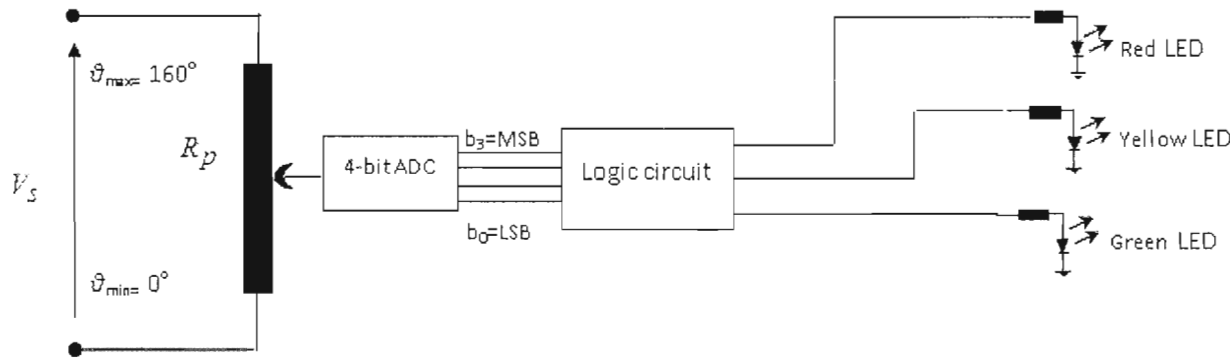 ϑmax= 160°
Vs
Rp
ϑmin= 0°
4-bit ADC
b3=MSB
b0=LSB
Logic circuit
Red LED
Yellow LED
Green LED